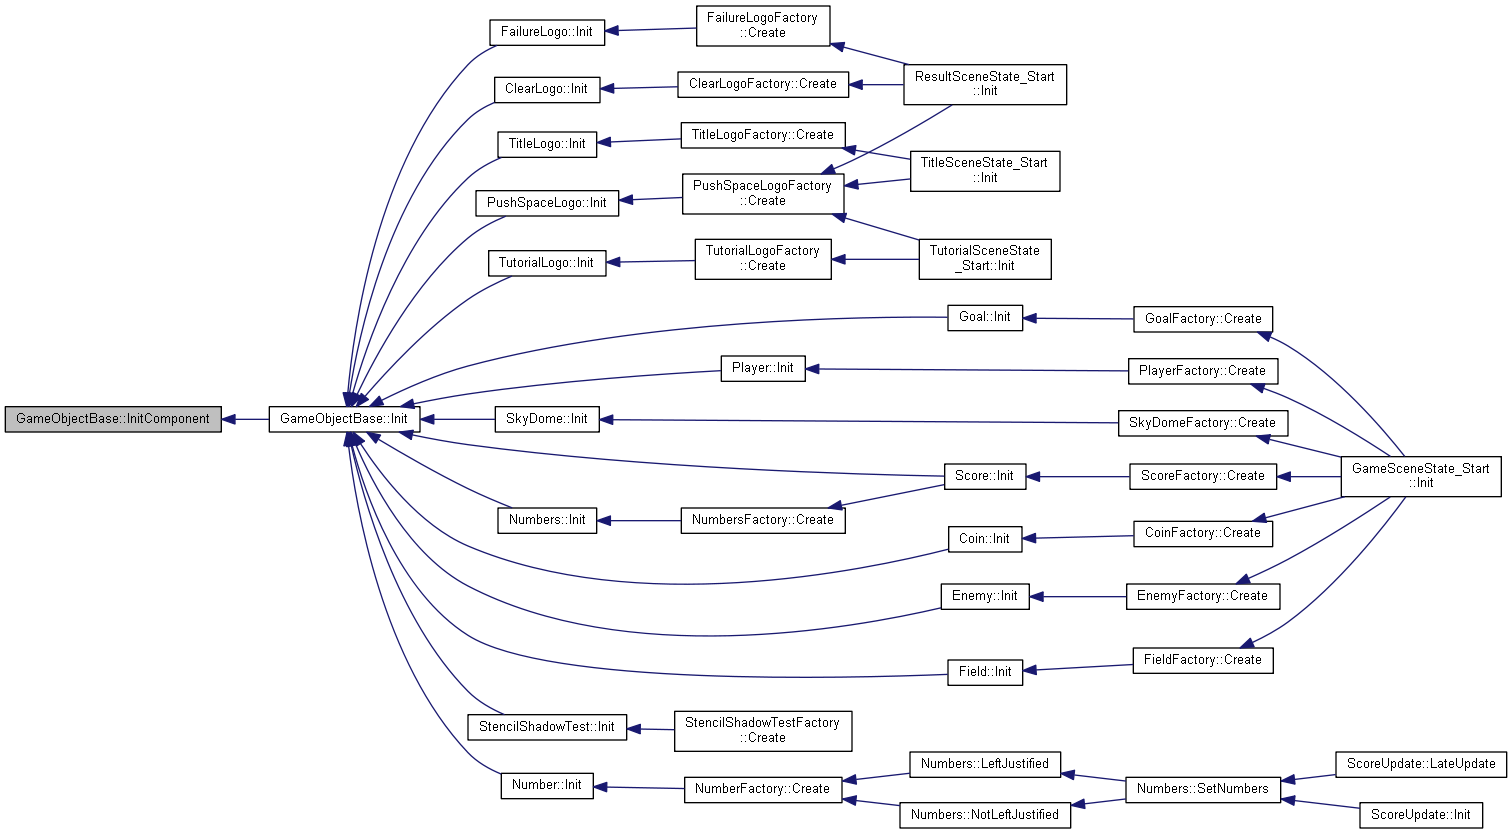 FailureLogo::Init
FailureLogoFactory
::Create
ClearLogo::Init
ClearLogoFactory::Create
ResultSceneState_Start
::Init
TitleLogo::Init
TitleLogoFactory::Create
TitleSceneState_Start
::Init
PushSpaceLogo::Init
PushSpaceLogoFactory
::Create
TutorialLogo::Init
TutorialLogoFactory
::Create
TutorialSceneState
_Start::Init
Goal::Init
GoalFactory::Create
Player::Init
PlayerFactory::Create
GameObjectBase::InitComponent
GameObjectBase::Init
SkyDome::Init
SkyDomeFactory::Create
Score::Init
ScoreFactory::Create
GameSceneState_Start
::Init
Numbers::Init
NumbersFactory::Create
Coin::Init
CoinFactory::Create
Enemy::Init
EnemyFactory::Create
Field::Init
FieldFactory::Create
StencilShadowTest::Init
StencilShadowTestFactory
::Create
Number::Init
NumberFactory::Create
Numbers::LeftJustified
Numbers::NotLeftJustified
Numbers::SetNumbers
ScoreUpdate::LateUpdate
ScoreUpdate::Init